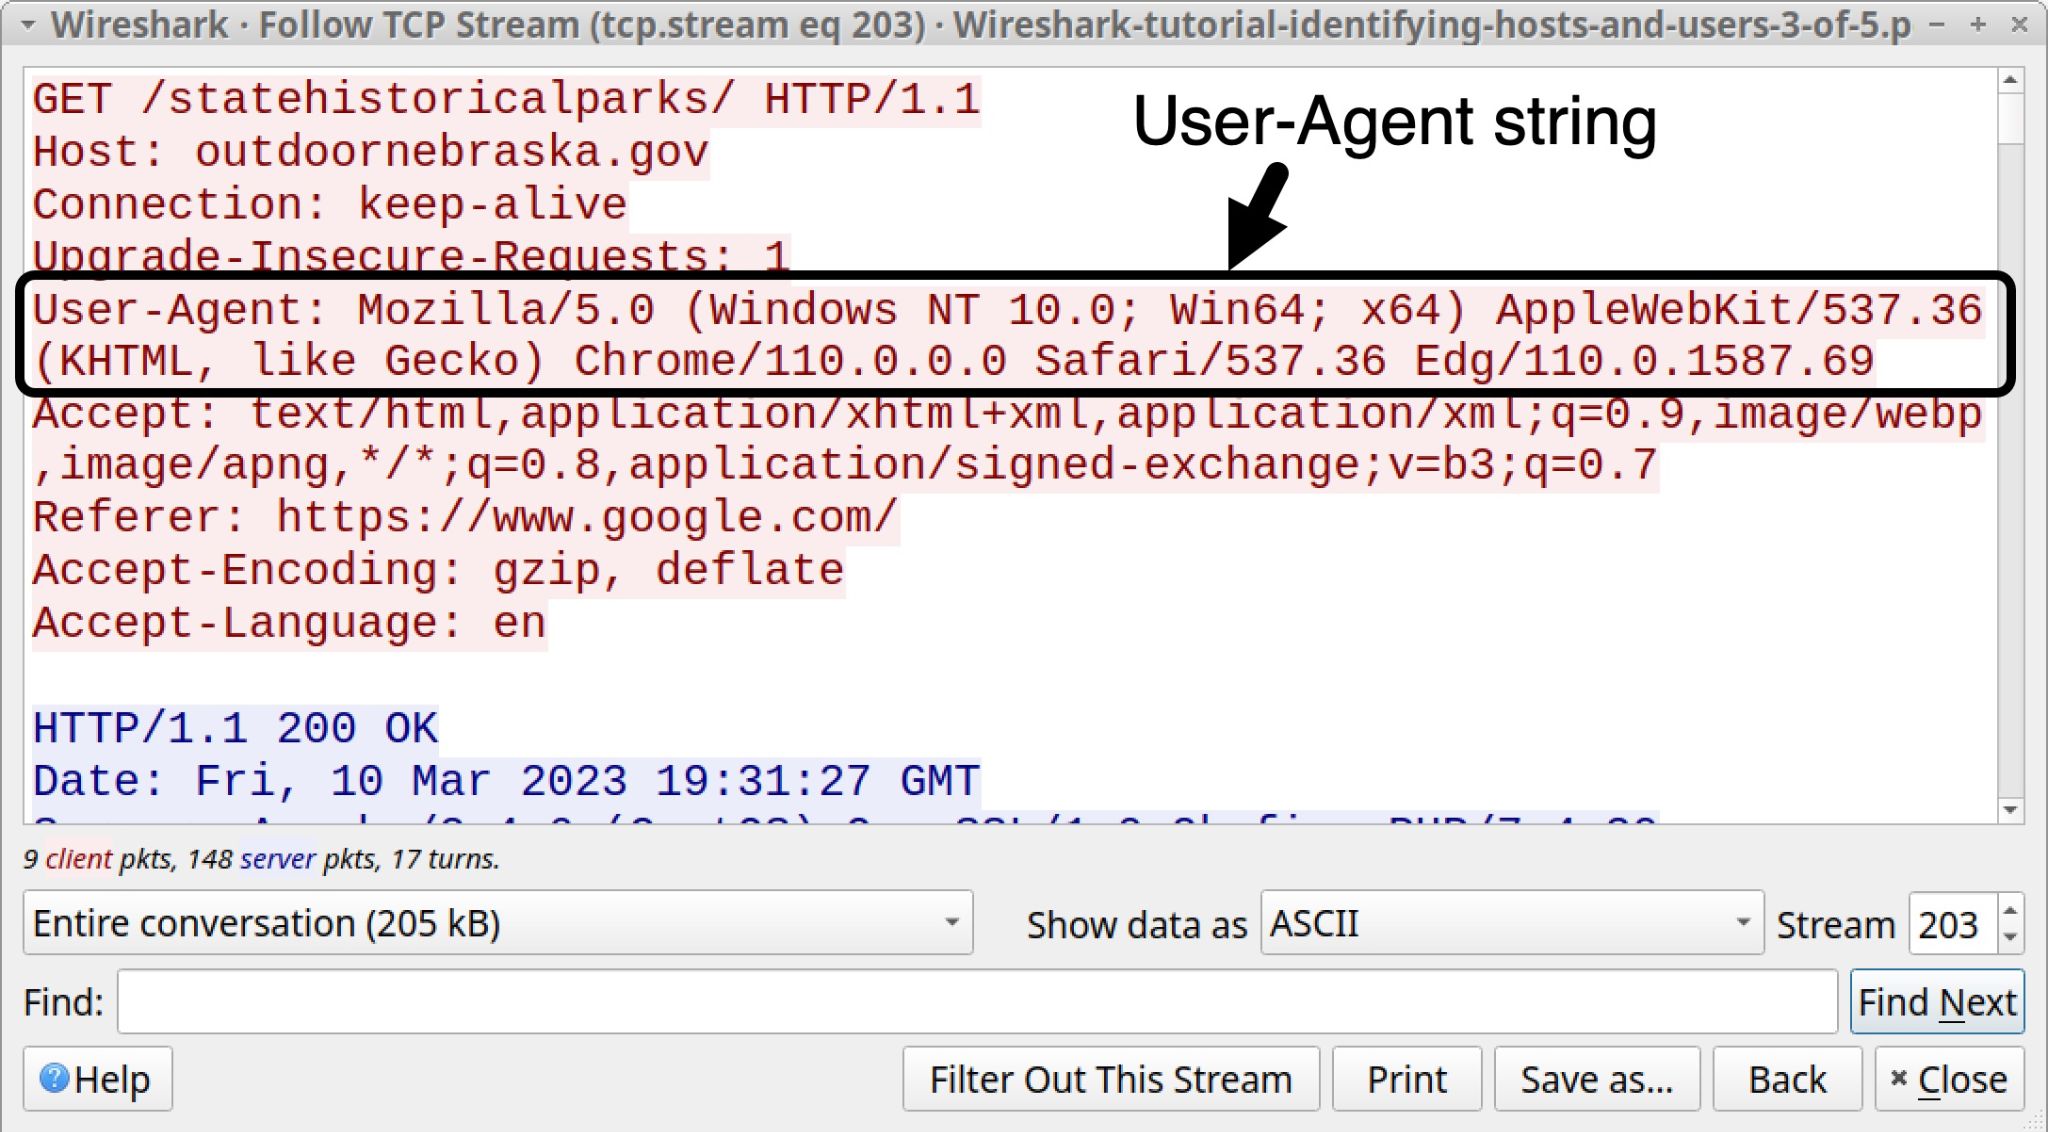 Wireshark · Follow TCP Stream (tcp.stream eq 203) · Wireshark-tutorial-identifying-hosts-and-users-3-of-5.p
GET /statehistoricalparks/ HTTP/1.1
User-Agent string
Host: outdoornebraska.gov
Connection: keep-alive
Upgrade-Insecure-Requests: 1
User-Agent: Mozilla/5.0 (Windows NT 10.0; Win64; x64) AppleWebKit/537.36
(KHTML, like Gecko) Chrome/110.0.0.0 Safari/537.36 Edg/110.0.1587.69
Accept: text/html,application/xhtml+xml,application/xml;q=0.9,image/webp
,image/apng,*/*;q=0.8,application/signed-exchange;v=b3;q=0.7
Referer: https://www.google.com/
Accept-Encoding: gzip, deflate
Accept-Language: en
HTTP/1.1 200 OK
Date: Fri, 10 Mar 2023 19:31:27 GMT
9 client pkts, 148 server pkts, 17 turns.
Entire conversation (205 kB)
Show data as ASCII
Stream 203
Find:
Find Next
Help
Filter Out This Stream
Print
Save as...
Back
Close